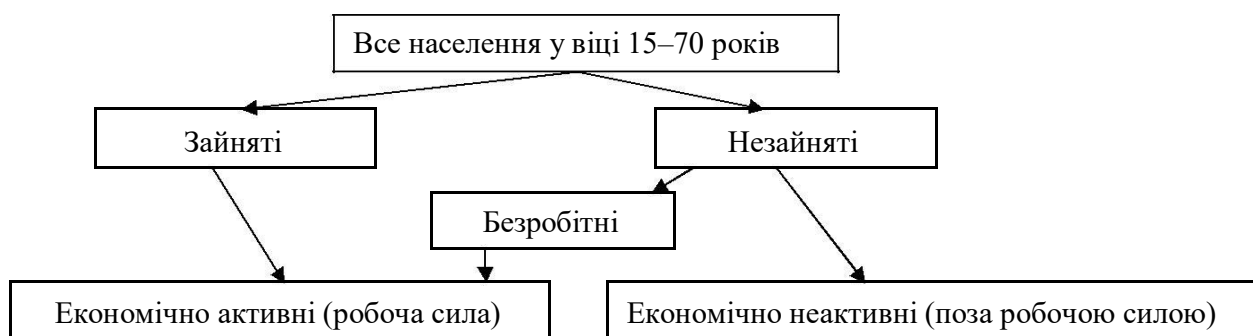 Все населення у віці 15–70 років
Зайняті
Незайняті
Безробітні
Економічно активні (робоча сила)
Економічно неактивні (поза робочою силою)